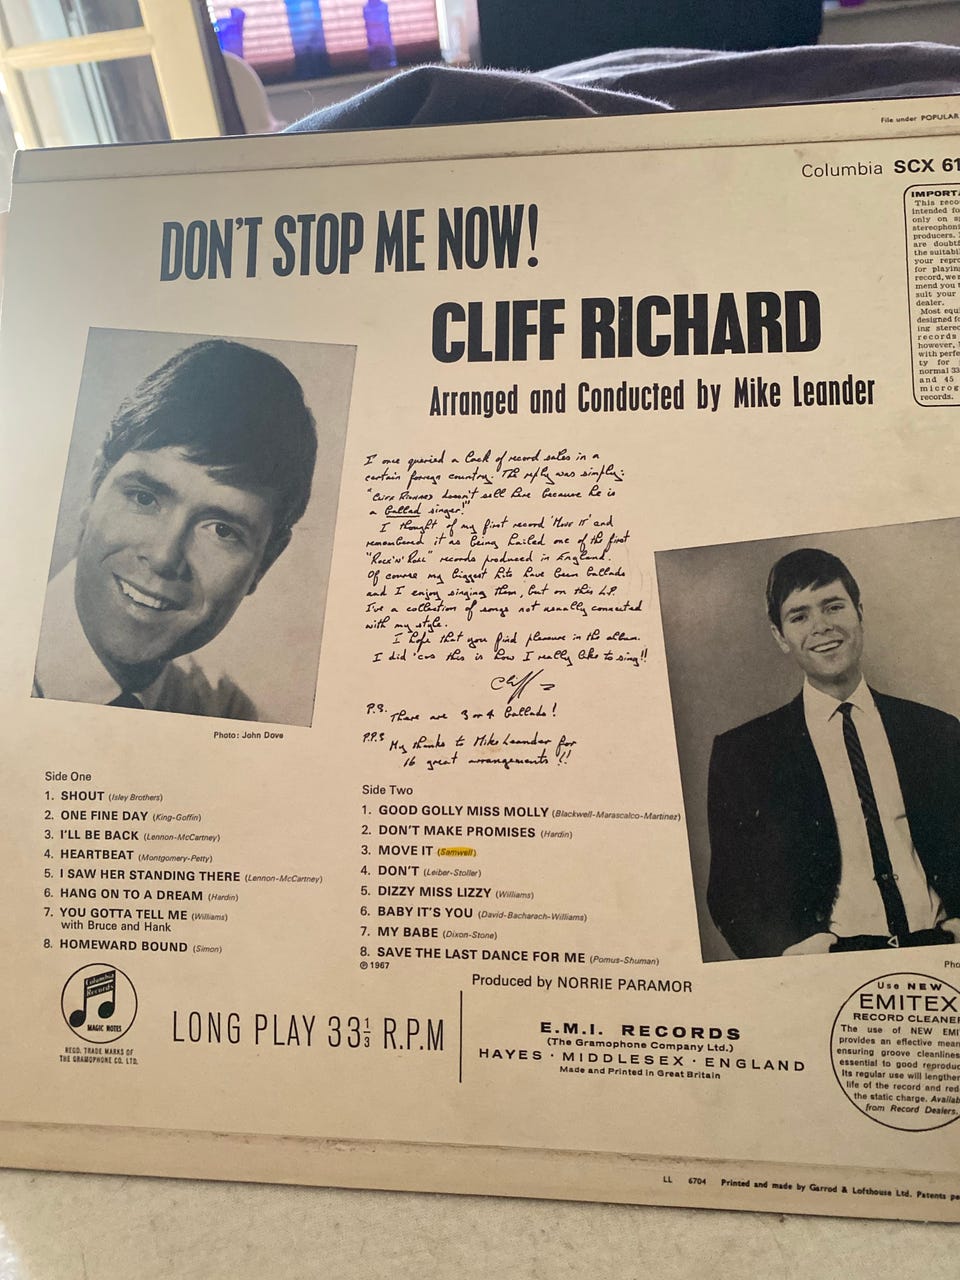 File under POPULAR
Columbia SCX 61
DON'T STOP ME NOW!
CLIFF RICHARD
Arranged and Conducted by Mike Leander
IMPORTA
This reco
intended fo
only on s
stereophoni
producers. I
are doubtf
the suitabil
your repro
for playing
record, we r
mend you t
suit your
dealer.
Most equi
designed fo
ing stereo
records
however,
with perfe
ty for
normal 33
and 45
microg
records.
I once queried a lack of record sales in a
certain foreign country. The reply was simply:
"Cliff Richard doesn't sell here because he is
a ballad singer!"
I thought of my first record 'Move It' and
remembered it as being hailed one of the first
"Rock'n'Roll" records produced in England.
Of course my biggest hits have been ballads
and I enjoy singing them, but on this L.P.
I've a collection of songs not usually connected
with my style.
I hope that you find pleasure in the album.
I did 'cos this is how I really like to sing!!
Cliff
P.S. There are 3 or 4 ballads!
P.P.S My thanks to Mike Leander for
16 great arrangements!!
Photo: John Dove
Side One
1. SHOUT (Isley Brothers)
2. ONE FINE DAY (King-Goffin)
3. I'LL BE BACK (Lennon-McCartney)
4. HEARTBEAT (Montgomery-Petty)
5. I SAW HER STANDING THERE (Lennon-McCartney)
6. HANG ON TO A DREAM (Hardin)
7. YOU GOTTA TELL ME (Williams)
with Bruce and Hank
8. HOMEWARD BOUND (Simon)
Side Two
1. GOOD GOLLY MISS MOLLY (Blackwell-Marascalco-Martinez)
2. DON'T MAKE PROMISES (Hardin)
3. MOVE IT (Samwell)
4. DON'T (Leiber-Stoller)
5. DIZZY MISS LIZZY (Williams)
6. BABY IT'S YOU (David-Bacharach-Williams)
7. MY BABE (Dixon-Stone)
8. SAVE THE LAST DANCE FOR ME (Pomus-Shuman)
℗ 1967
Pho
Produced by NORRIE PARAMOR
Columbia
Records
MAGIC NOTES
REGD. TRADE MARKS OF
THE GRAMOPHONE CO. LTD.
LONG PLAY 33⅓ R.P.M
E.M.I. RECORDS
(The Gramophone Company Ltd.)
HAYES · MIDDLESEX · ENGLAND
Made and Printed in Great Britain
Use NEW
EMITEX
RECORD CLEANER
The use of NEW EMI
provides an effective mean
ensuring groove cleanlines
essential to good reproduc
Its regular use will lengthen
life of the record and red
the static charge. Availab
from Record Dealers.
LL 6704 Printed and made by Garrod & Lofthouse Ltd. Patents pe